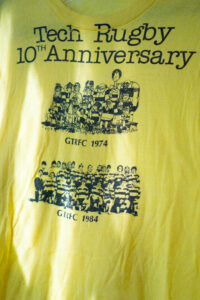 Tech Rugby
10TH Anniversary
GTRFC 1974
GTRFC 1984